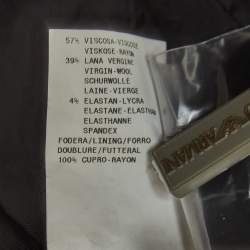 57% VISCOSA-VISCOSE
VISKOSE-RAYON
39% LANA VERGINE
VIRGIN-WOOL
SCHURWOLLE
LAINE-VIERGE
4% ELASTAN-LYCRA
ELASTANE-ELASTHAN
ELASTHANNE
SPANDEX
FODERA/LINING/FORRO
DOUBLURE/FUTTERAL
100% CUPRO-RAYON
ARMANI